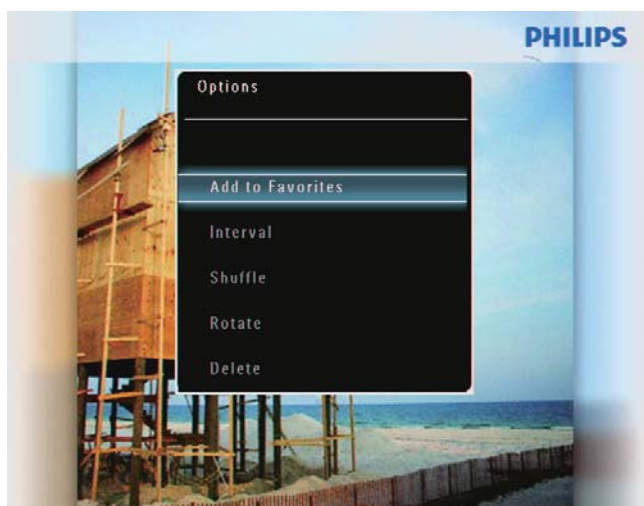 PHILIPS
Options
Add to Favorites
Interval
Shuffle
Rotate
Delete